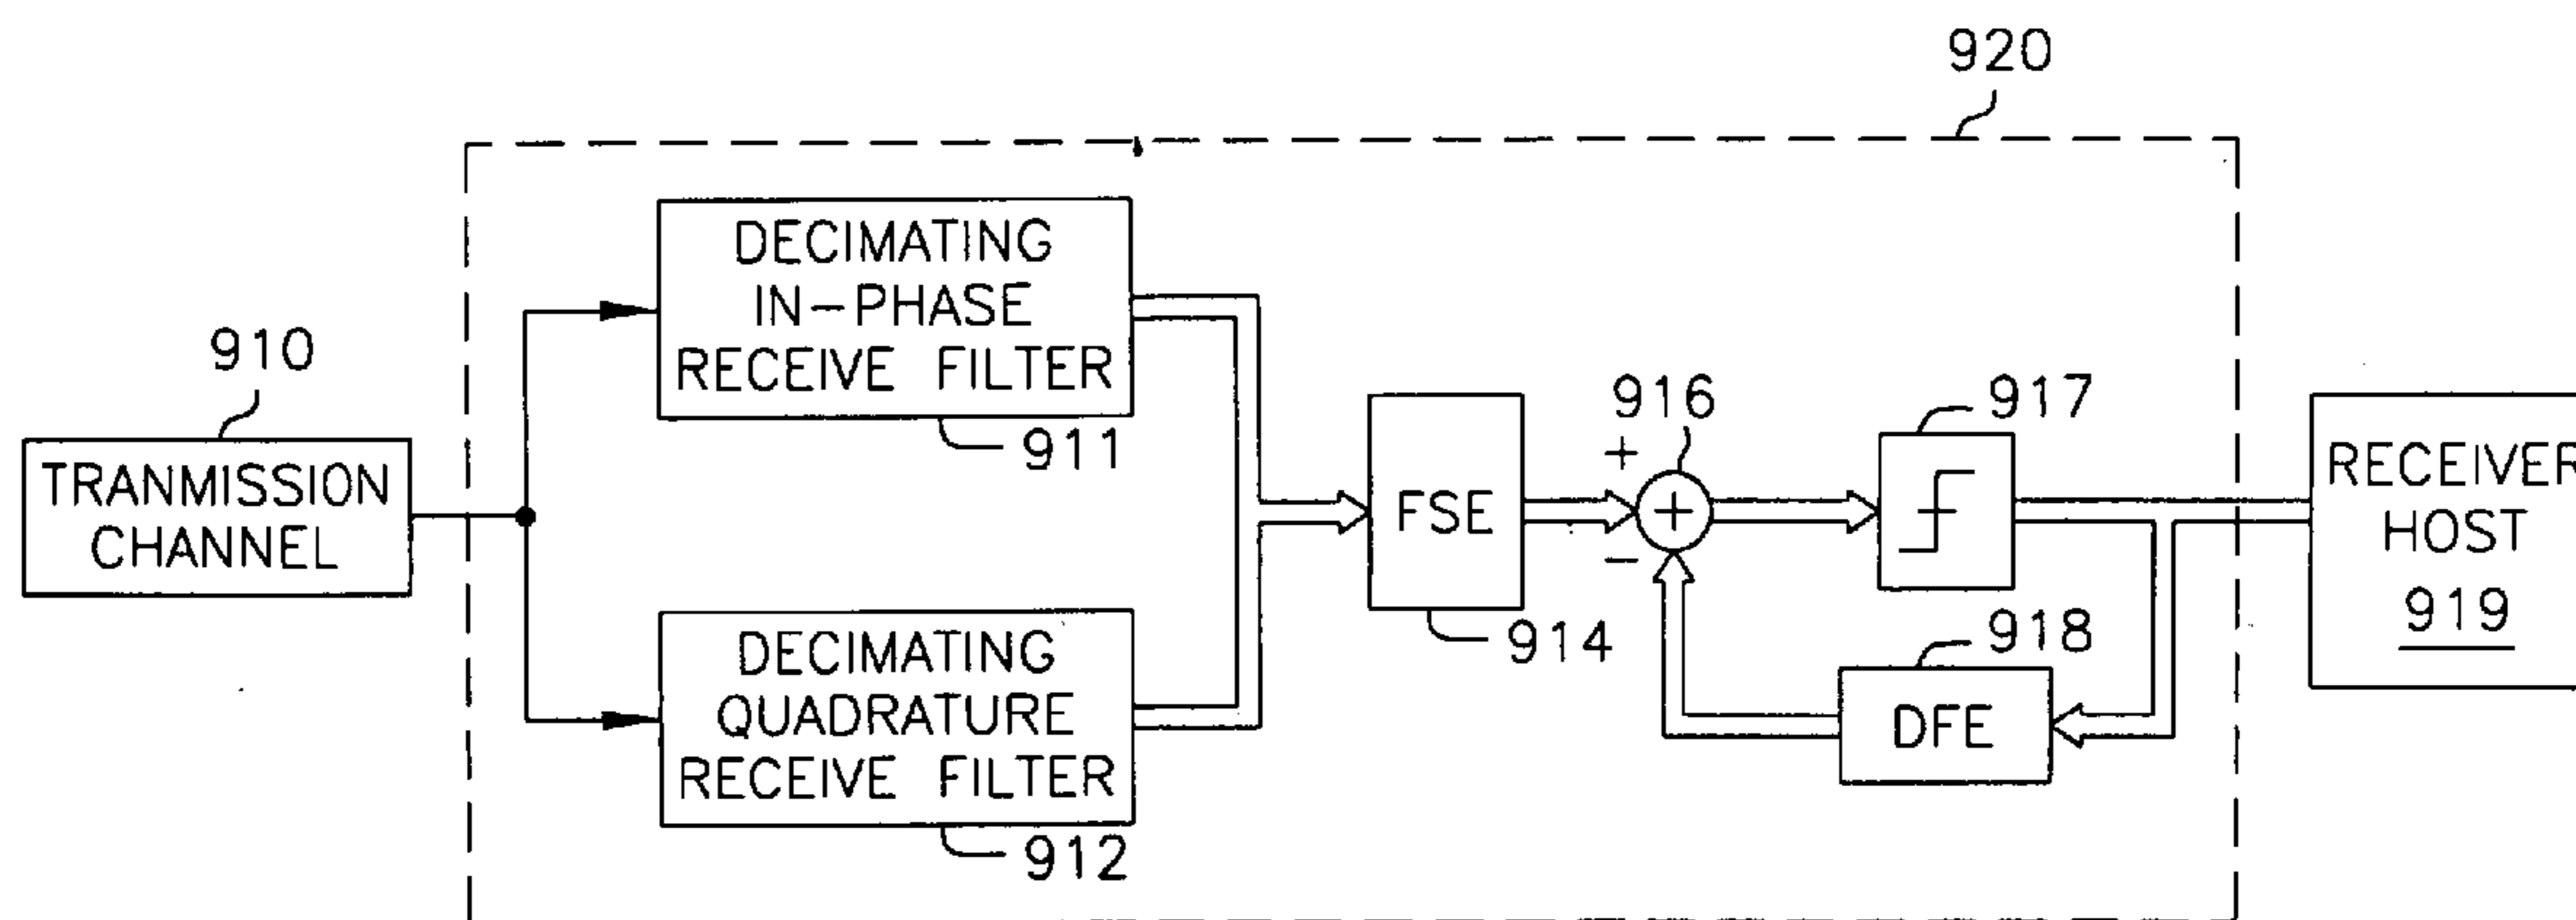 920
DECIMATING
IN-PHASE
RECEIVE FILTER
911
910
TRANMISSION
CHANNEL
DECIMATING
QUADRATURE
RECEIVE FILTER
912
FSE
914
916
+
+
−
917
DFE
918
RECEIVER
HOST
919